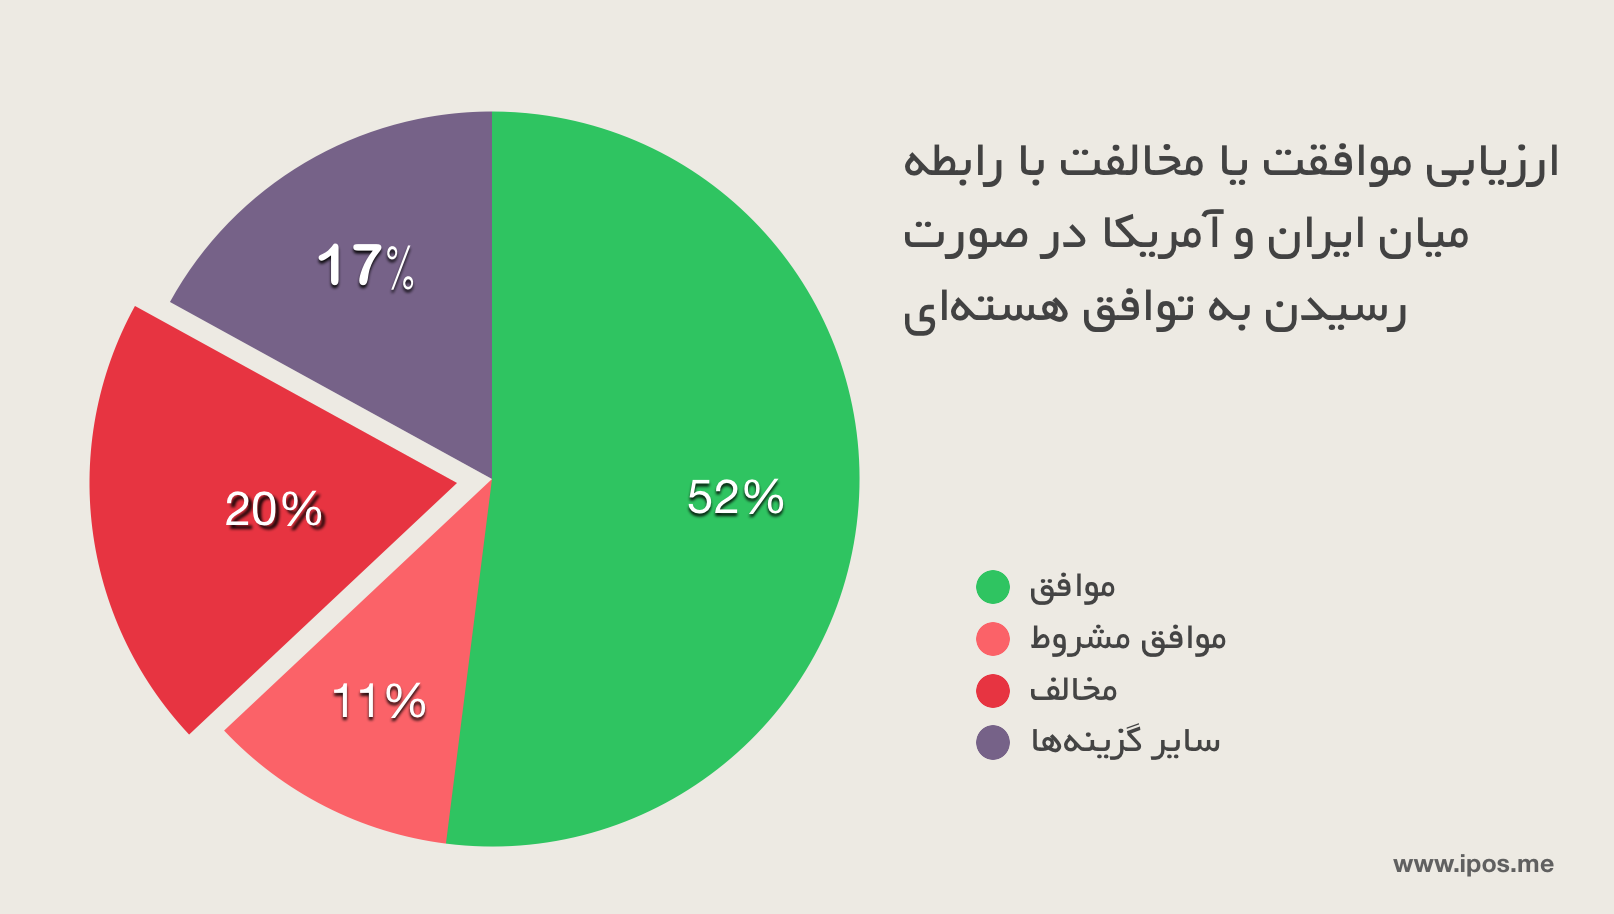 ارزیابی موافقت یا مخالفت با رابطه
میان ایران و آمریکا در صورت
رسیدن به توافق هسته‌ای
17%
20%
52%
11%
موافق
موافق مشروط
مخالف
سایر گزینه‌ها
www.ipos.me